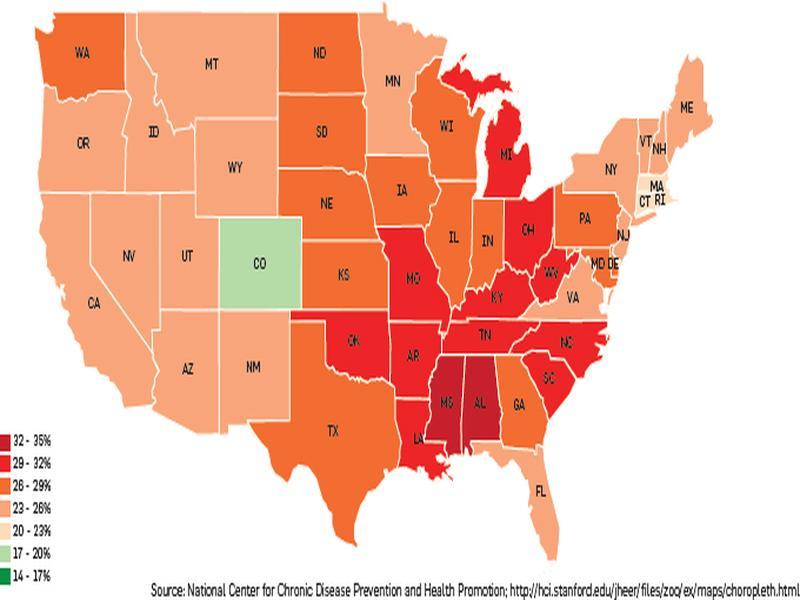 WA
ND
MT
MN
ME
OR
ID
SD
WI
VT
NH
MI
WY
NY
MA
IA
CT
RI
NE
PA
OH
IL
IN
NJ
NV
UT
CO
MD
DE
KS
MO
WV
CA
KY
VA
TN
OK
NC
AR
AZ
NM
SC
MS
AL
GA
TX
LA
FL
32 - 35%
29 - 32%
26 - 29%
23 - 26%
20 - 23%
17 - 20%
14 - 17%
Source: National Center for Chronic Disease Prevention and Health Promotion; http://hci.stanford.edu/jheer/files/zoo/ex/maps/choropleth.html